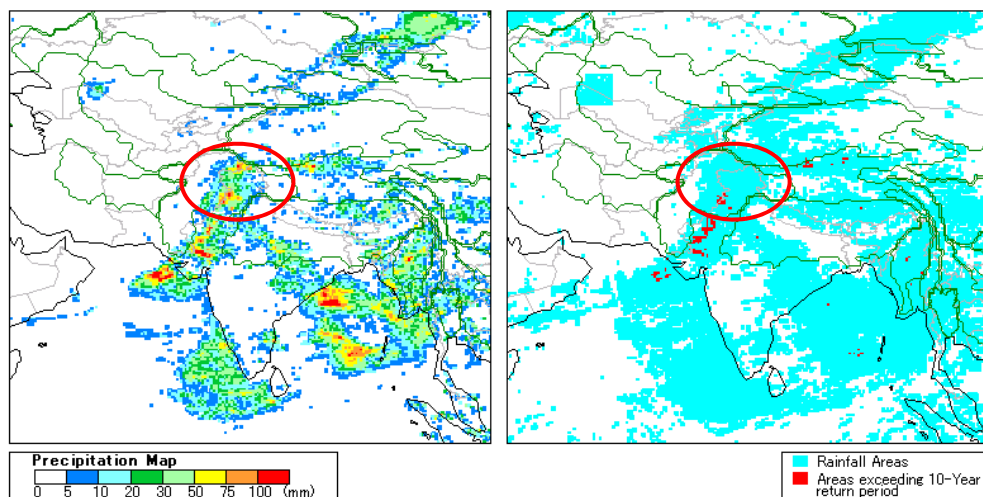 Precipitation Map
0 5 10 20 30 50 75 100 (mm)
Rainfall Areas
Areas exceeding 10-Year
return period